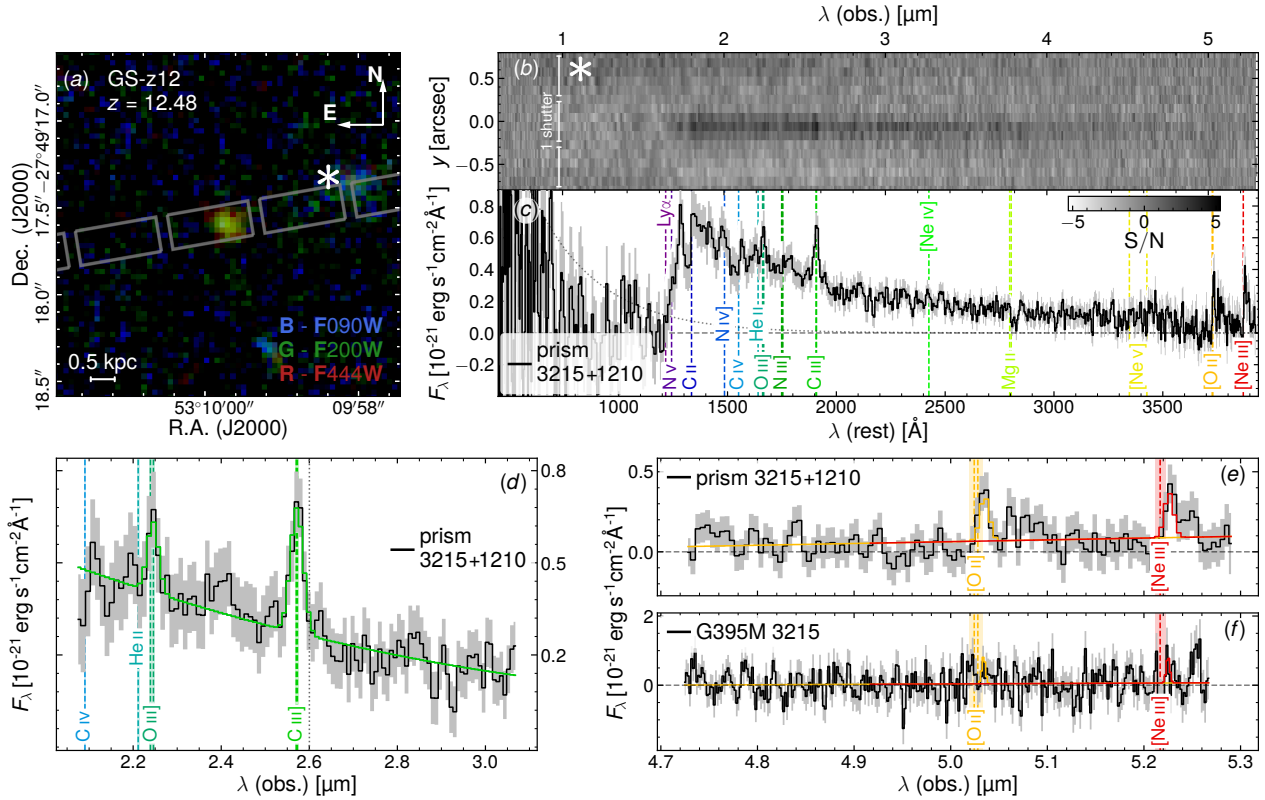 λ (obs.) [μm]
1 2 3 4 5
(a) GS-z12
z = 12.48
N
E
*
B - F090W
G - F200W
R - F444W
0.5 kpc
Dec. (J2000)
−27°49′17.0″
17.5″
18.0″
18.5″
53°10′00″ 09′58″
R.A. (J2000)
(b) *
1 shutter
y [arcsec]
0.5
0.0
−0.5
(c)
F_λ [10⁻²¹ erg s⁻¹cm⁻²Å⁻¹]
0.8
0.6
0.4
0.2
0.0
−0.2
prism
3215+1210
N V
Lyα
C II
N IV]
C IV
He II
O III]
N III]
C III]
[Ne IV]
Mg II
[Ne V]
[O II]
[Ne III]
−5 0 5
S/N
1000 1500 2000 2500 3000 3500
λ (rest) [Å]
(d)
prism
3215+1210
F_λ [10⁻²¹ erg s⁻¹cm⁻²Å⁻¹]
0.8
0.5
0.2
C IV
He II
O III]
C III]
2.2 2.4 2.6 2.8 3.0
λ (obs.) [μm]
prism 3215+1210 (e)
0.5
0.0
[O II]
[Ne III]
F_λ [10⁻²¹ erg s⁻¹cm⁻²Å⁻¹]
G395M 3215 (f)
2
1
0
[O II]
[Ne III]
4.7 4.8 4.9 5.0 5.1 5.2 5.3
λ (obs.) [μm]